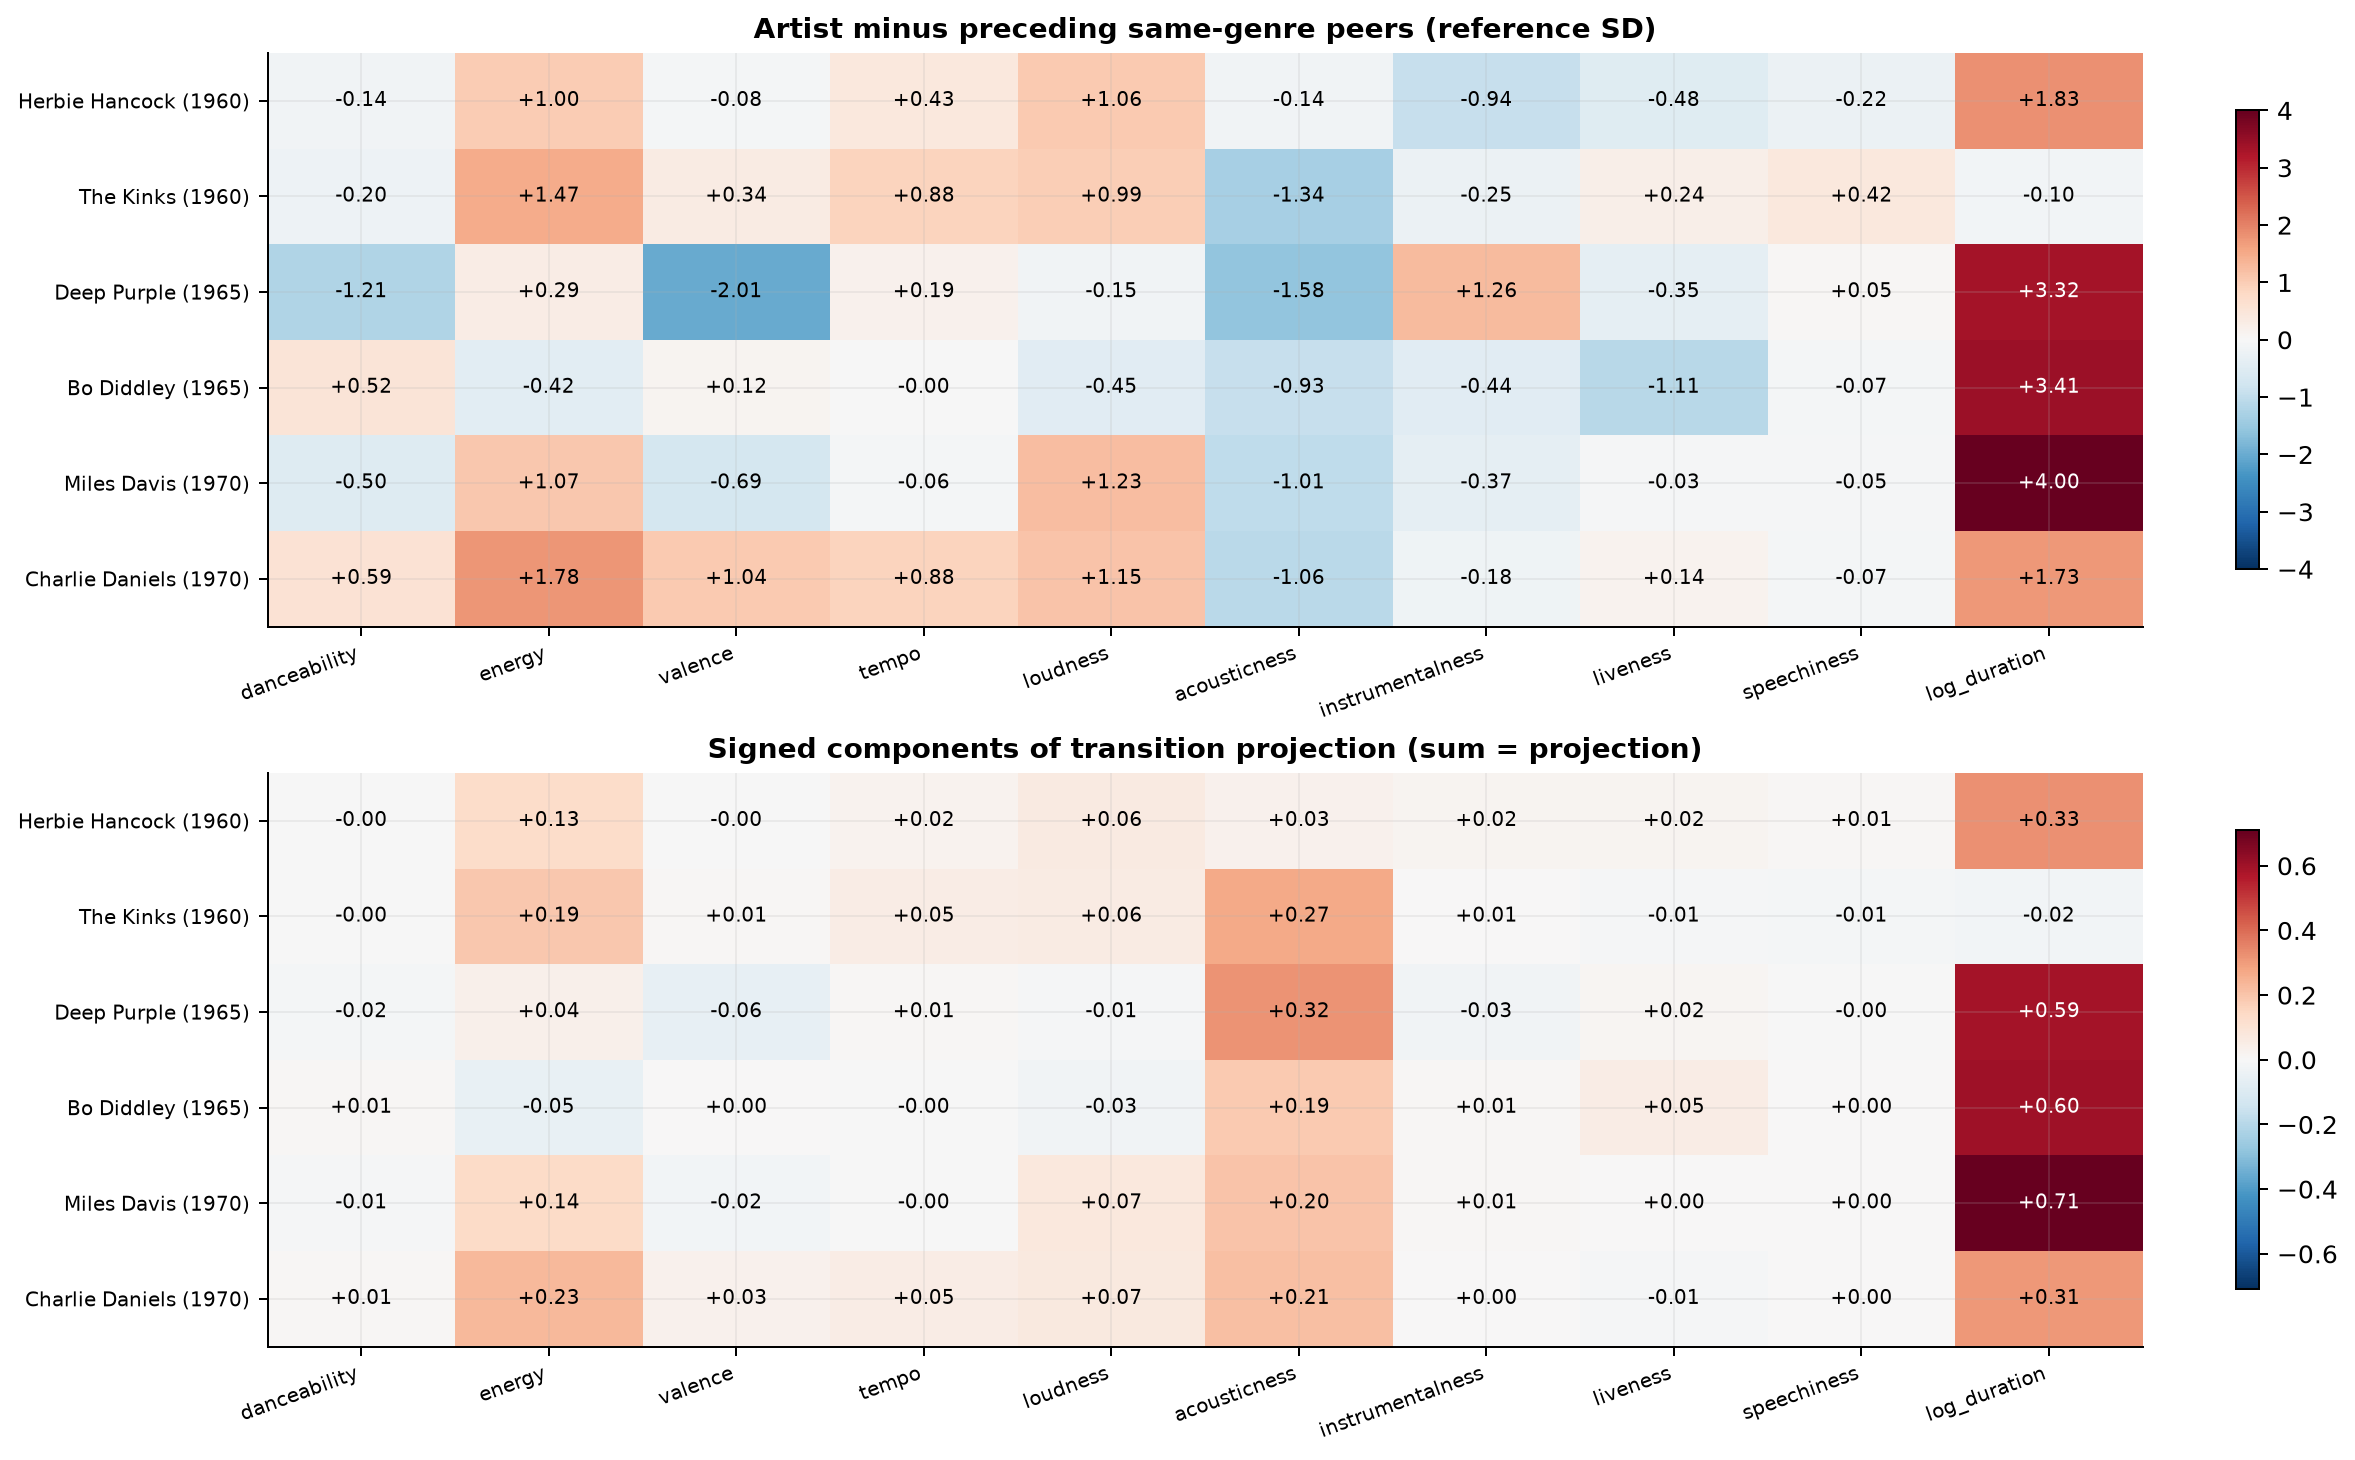 Artist minus preceding same-genre peers (reference SD)
Herbie Hancock (1960) -0.14 +1.00 -0.08 +0.43 +1.06 -0.14 -0.94 -0.48 -0.22 +1.83
The Kinks (1960) -0.20 +1.47 +0.34 +0.88 +0.99 -1.34 -0.25 +0.24 +0.42 -0.10
Deep Purple (1965) -1.21 +0.29 -2.01 +0.19 -0.15 -1.58 +1.26 -0.35 +0.05 +3.32
Bo Diddley (1965) +0.52 -0.42 +0.12 -0.00 -0.45 -0.93 -0.44 -1.11 -0.07 +3.41
Miles Davis (1970) -0.50 +1.07 -0.69 -0.06 +1.23 -1.01 -0.37 -0.03 -0.05 +4.00
Charlie Daniels (1970) +0.59 +1.78 +1.04 +0.88 +1.15 -1.06 -0.18 +0.14 -0.07 +1.73
danceability energy valence tempo loudness acousticness instrumentalness liveness speechiness log_duration
4
3
2
1
0
−1
−2
−3
−4
Signed components of transition projection (sum = projection)
Herbie Hancock (1960) -0.00 +0.13 -0.00 +0.02 +0.06 +0.03 +0.02 +0.02 +0.01 +0.33
The Kinks (1960) -0.00 +0.19 +0.01 +0.05 +0.06 +0.27 +0.01 -0.01 -0.01 -0.02
Deep Purple (1965) -0.02 +0.04 -0.06 +0.01 -0.01 +0.32 -0.03 +0.02 -0.00 +0.59
Bo Diddley (1965) +0.01 -0.05 +0.00 -0.00 -0.03 +0.19 +0.01 +0.05 +0.00 +0.60
Miles Davis (1970) -0.01 +0.14 -0.02 -0.00 +0.07 +0.20 +0.01 +0.00 +0.00 +0.71
Charlie Daniels (1970) +0.01 +0.23 +0.03 +0.05 +0.07 +0.21 +0.00 -0.01 +0.00 +0.31
danceability energy valence tempo loudness acousticness instrumentalness liveness speechiness log_duration
0.6
0.4
0.2
0.0
−0.2
−0.4
−0.6